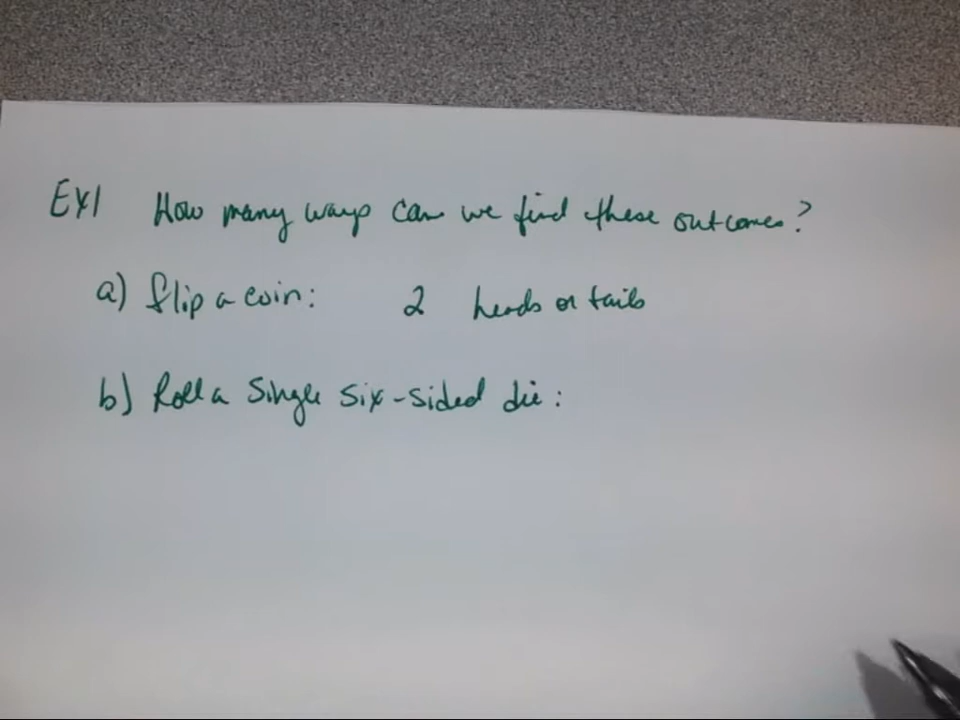 Ex1 How many ways can we find these outcomes?
a) flip a coin: 2 heads or tails
b) Roll a single six-sided die: